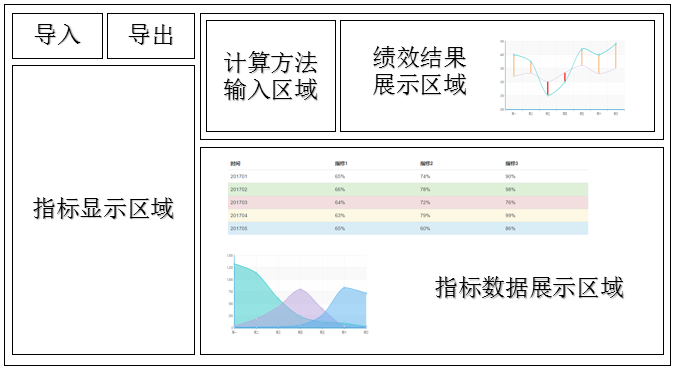 导入
导出
计算方法
输入区域
绩效结果
展示区域
指标显示区域
时间 指标1 指标2 指标3
201701 65% 74% 90%
201702 66% 78% 98%
201703 64% 72% 76%
201704 63% 79% 99%
201705 65% 60% 86%
指标数据展示区域